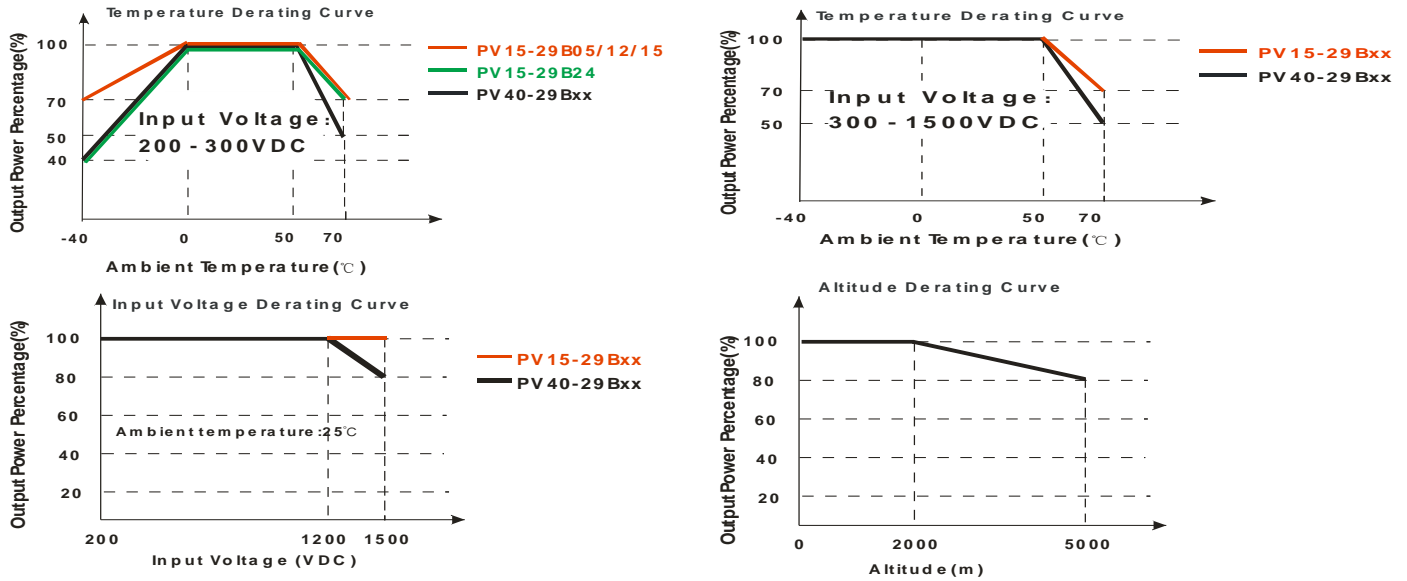 Temperature Derating Curve
Output Power Percentage(%)
100
70
50
40
Input Voltage:
200-300VDC
-40
0
50
70
Ambient Temperature(℃)
PV15-29B05/12/15
PV15-29B24
PV40-29Bxx
Temperature Derating Curve
Output Power Percentage(%)
100
70
50
Input Voltage:
300-1500VDC
-40
0
50
70
Ambient Temperature(℃)
PV15-29Bxx
PV40-29Bxx
Input Voltage Derating Curve
Output Power Percentage(%)
100
80
60
Ambient temperature:25℃
40
20
200
1200
1500
Input Voltage (VDC)
PV15-29Bxx
PV40-29Bxx
Altitude Derating Curve
Output Power Percentage(%)
100
80
60
40
20
0
2000
5000
Altitude(m)